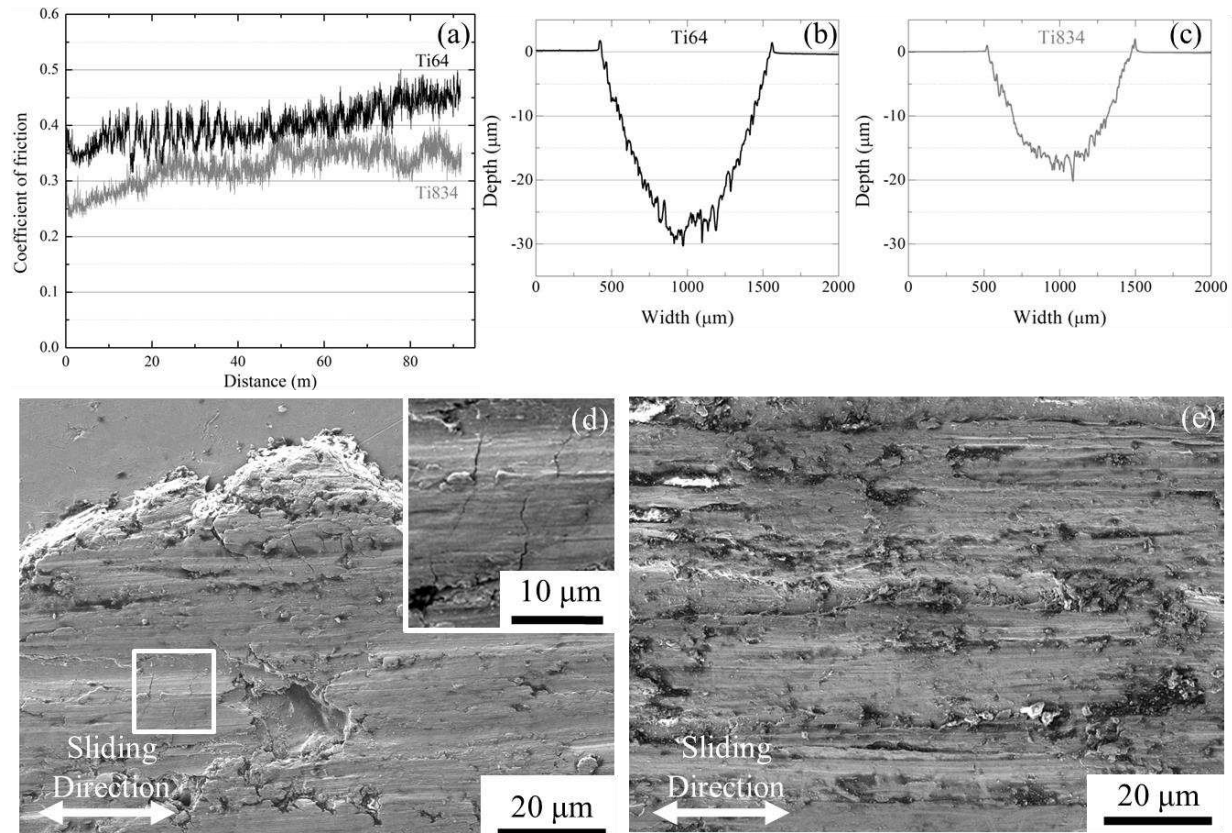 (a)
0.6
0.5
0.4
0.3
0.2
0.1
0.0
Coefficient of friction
Ti64
Ti834
0 20 40 60 80 100
Distance (m)
(b)
Ti64
0
-10
-20
-30
Depth (μm)
0 500 1000 1500 2000
Width (μm)
(c)
Ti834
0
-10
-20
-30
Depth (μm)
0 500 1000 1500 2000
Width (μm)
(d)
10 μm
Sliding
Direction
20 μm
(e)
Sliding
Direction
20 μm